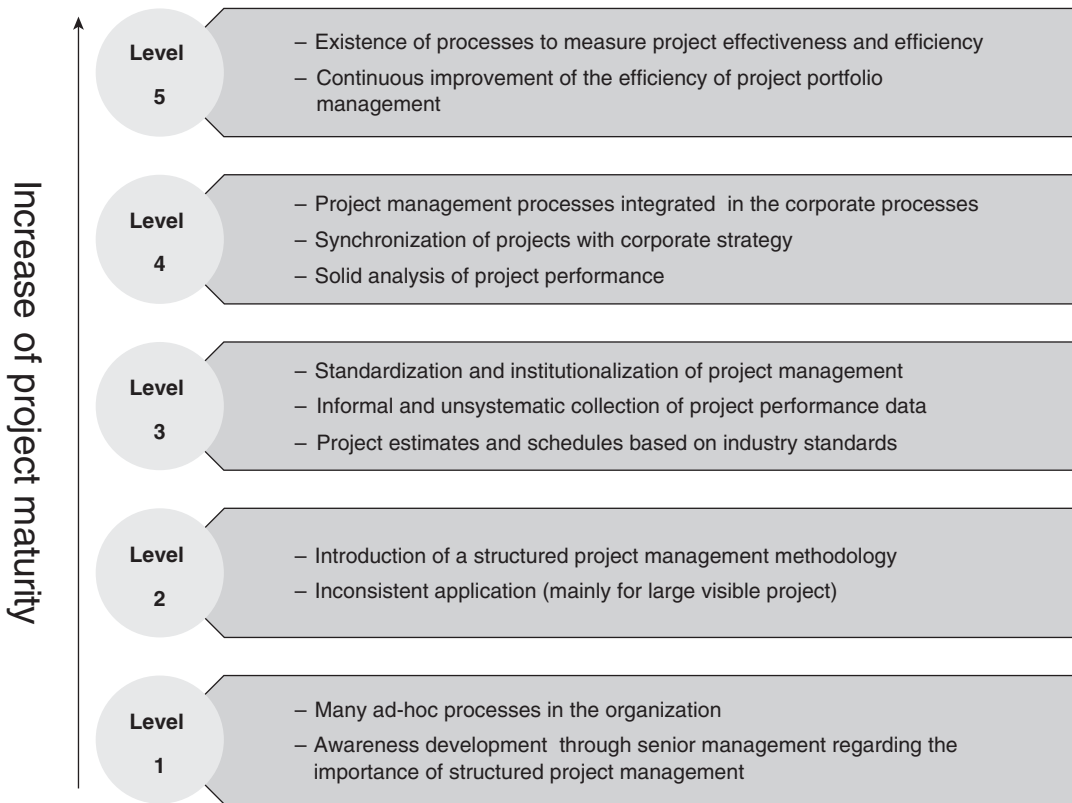 Increase of project maturity
Level
5
– Existence of processes to measure project effectiveness and efficiency
– Continuous improvement of the efficiency of project portfolio
management
Level
4
– Project management processes integrated in the corporate processes
– Synchronization of projects with corporate strategy
– Solid analysis of project performance
Level
3
– Standardization and institutionalization of project management
– Informal and unsystematic collection of project performance data
– Project estimates and schedules based on industry standards
Level
2
– Introduction of a structured project management methodology
– Inconsistent application (mainly for large visible project)
Level
1
– Many ad-hoc processes in the organization
– Awareness development through senior management regarding the
importance of structured project management